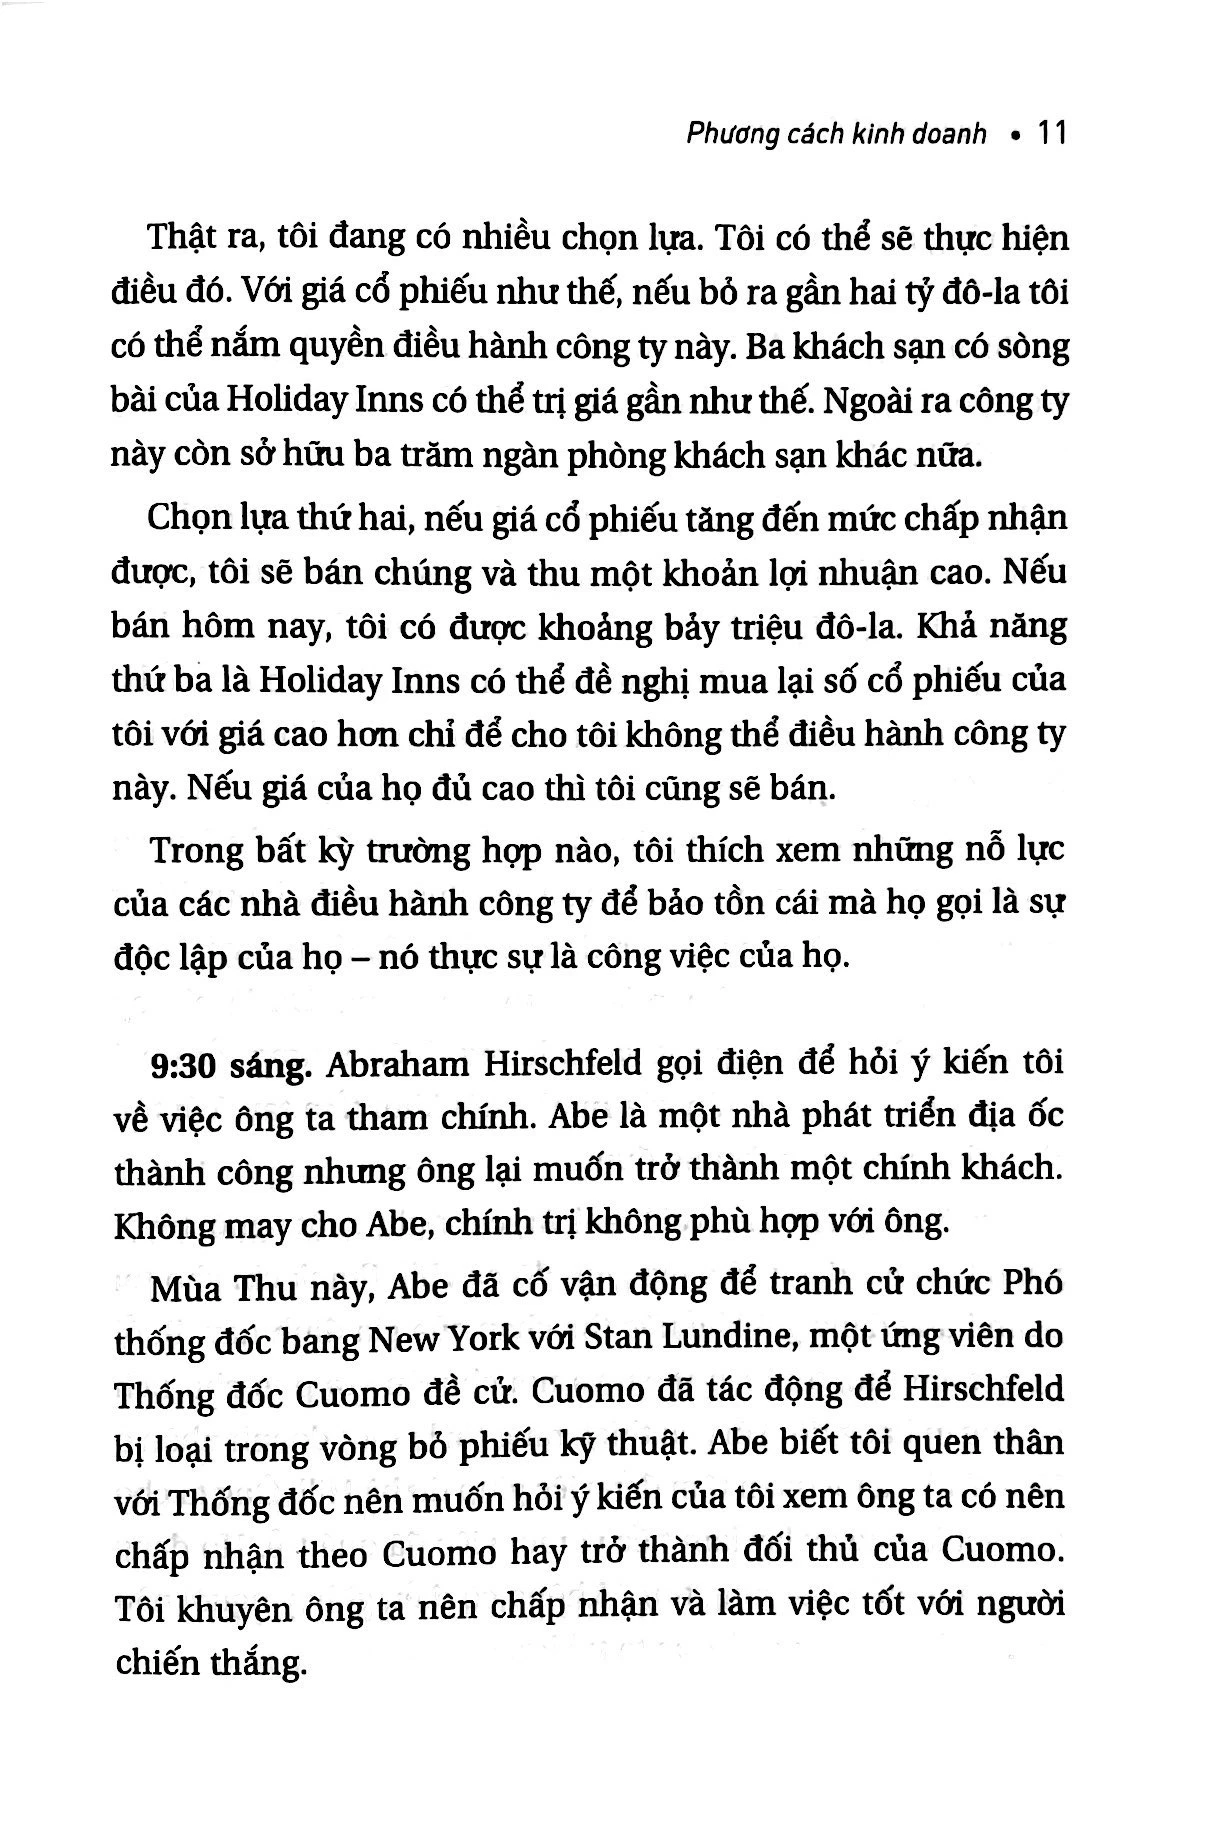 Phương cách kinh doanh • 11
Thật ra, tôi đang có nhiều chọn lựa. Tôi có thể sẽ thực hiện
điều đó. Với giá cổ phiếu như thế, nếu bỏ ra gần hai tỷ đô-la tôi
có thể nắm quyền điều hành công ty này. Ba khách sạn có sòng
bài của Holiday Inns có thể trị giá gần như thế. Ngoài ra công ty
này còn sở hữu ba trăm ngàn phòng khách sạn khác nữa.
Chọn lựa thứ hai, nếu giá cổ phiếu tăng đến mức chấp nhận
được, tôi sẽ bán chúng và thu một khoản lợi nhuận cao. Nếu
bán hôm nay, tôi có được khoảng bảy triệu đô-la. Khả năng
thứ ba là Holiday Inns có thể đề nghị mua lại số cổ phiếu của
tôi với giá cao hơn chỉ để cho tôi không thể điều hành công ty
này. Nếu giá của họ đủ cao thì tôi cũng sẽ bán.
Trong bất kỳ trường hợp nào, tôi thích xem những nỗ lực
của các nhà điều hành công ty để bảo tồn cái mà họ gọi là sự
độc lập của họ – nó thực sự là công việc của họ.
9:30 sáng. Abraham Hirschfeld gọi điện để hỏi ý kiến tôi
về việc ông ta tham chính. Abe là một nhà phát triển địa ốc
thành công nhưng ông lại muốn trở thành một chính khách.
Không may cho Abe, chính trị không phù hợp với ông.
Mùa Thu này, Abe đã cố vận động để tranh cử chức Phó
thống đốc bang New York với Stan Lundine, một ứng viên do
Thống đốc Cuomo đề cử. Cuomo đã tác động để Hirschfeld
bị loại trong vòng bỏ phiếu kỹ thuật. Abe biết tôi quen thân
với Thống đốc nên muốn hỏi ý kiến của tôi xem ông ta có nên
chấp nhận theo Cuomo hay trở thành đối thủ của Cuomo.
Tôi khuyên ông ta nên chấp nhận và làm việc tốt với người
chiến thắng.